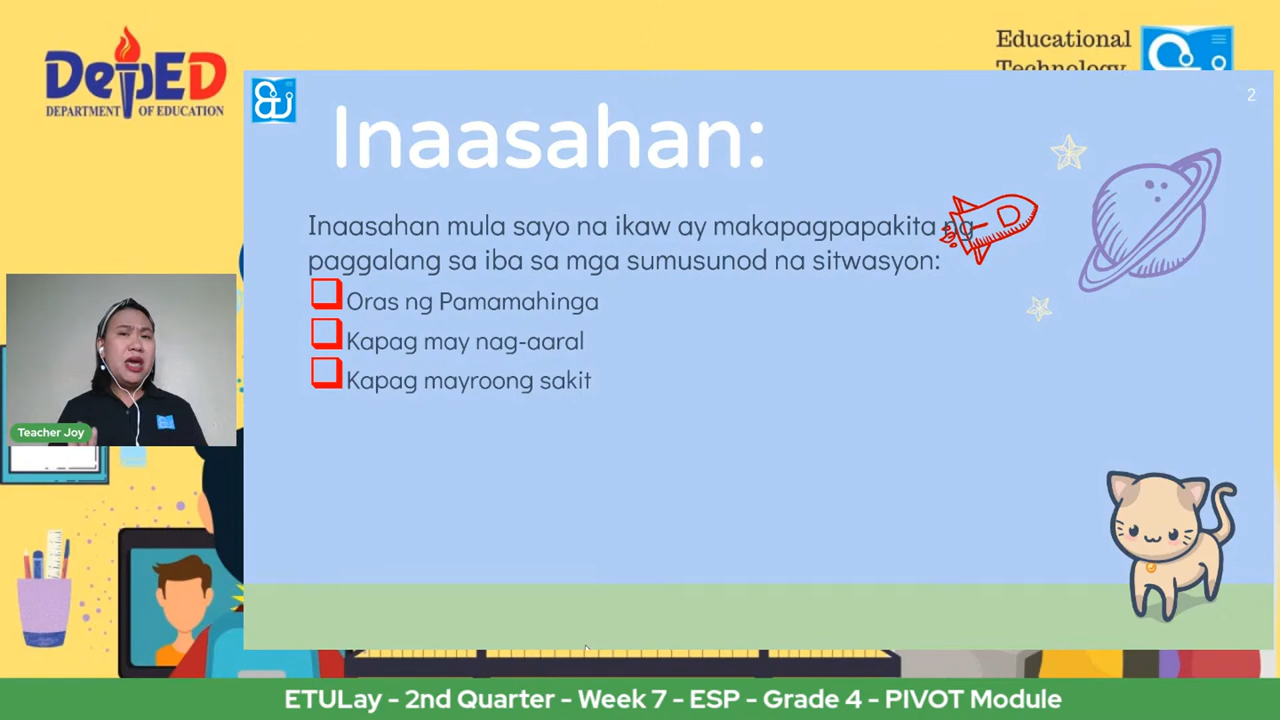 DepED
DEPARTMENT OF EDUCATION
Educational
Technology
2
Inaasahan:
Inaasahan mula sayo na ikaw ay makapagpapakita ng
paggalang sa iba sa mga sumusunod na sitwasyon:
Oras ng Pamamahinga
Kapag may nag-aaral
Kapag mayroong sakit
Teacher Joy
ETULay - 2nd Quarter - Week 7 - ESP - Grade 4 - PIVOT Module